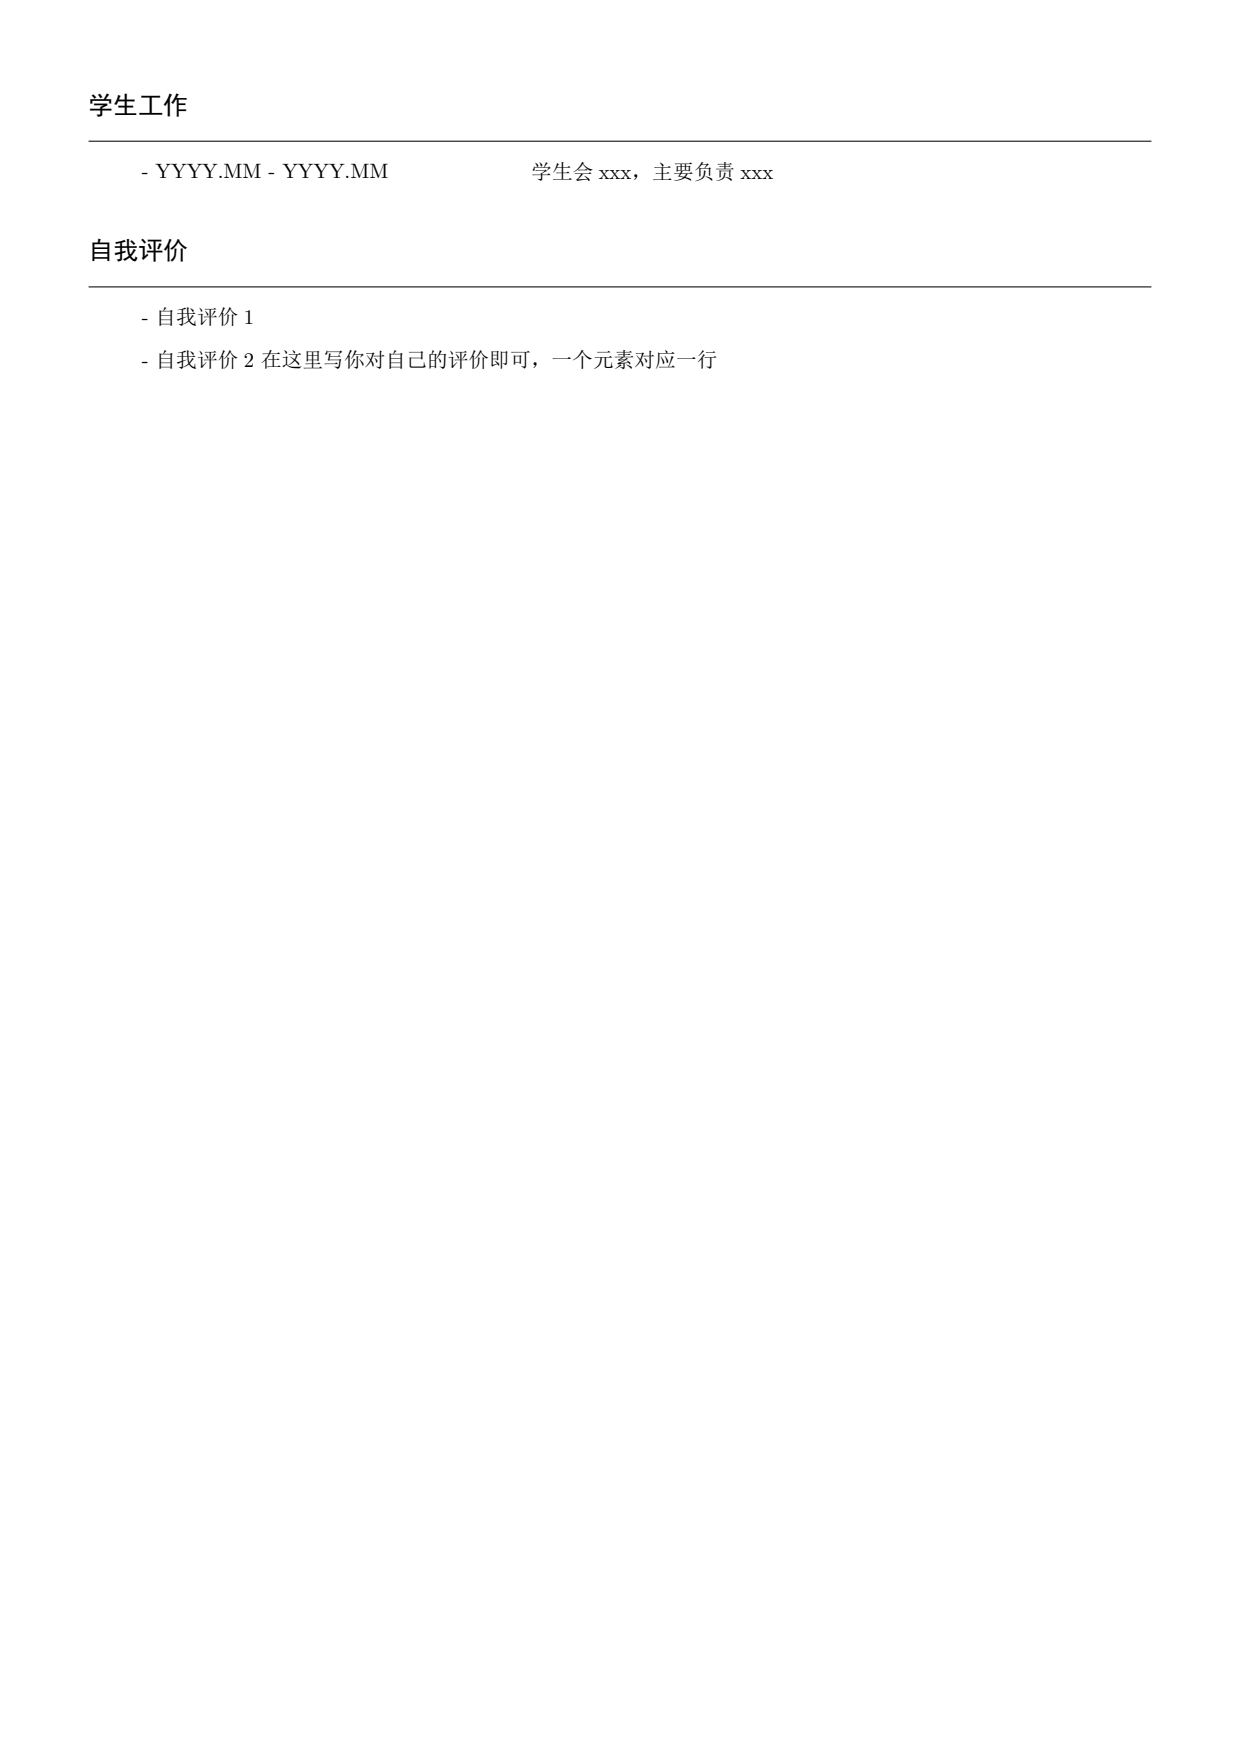 学生工作
- YYYY.MM - YYYY.MM 学生会 xxx，主要负责 xxx
自我评价
- 自我评价 1
- 自我评价 2 在这里写你对自己的评价即可，一个元素对应一行